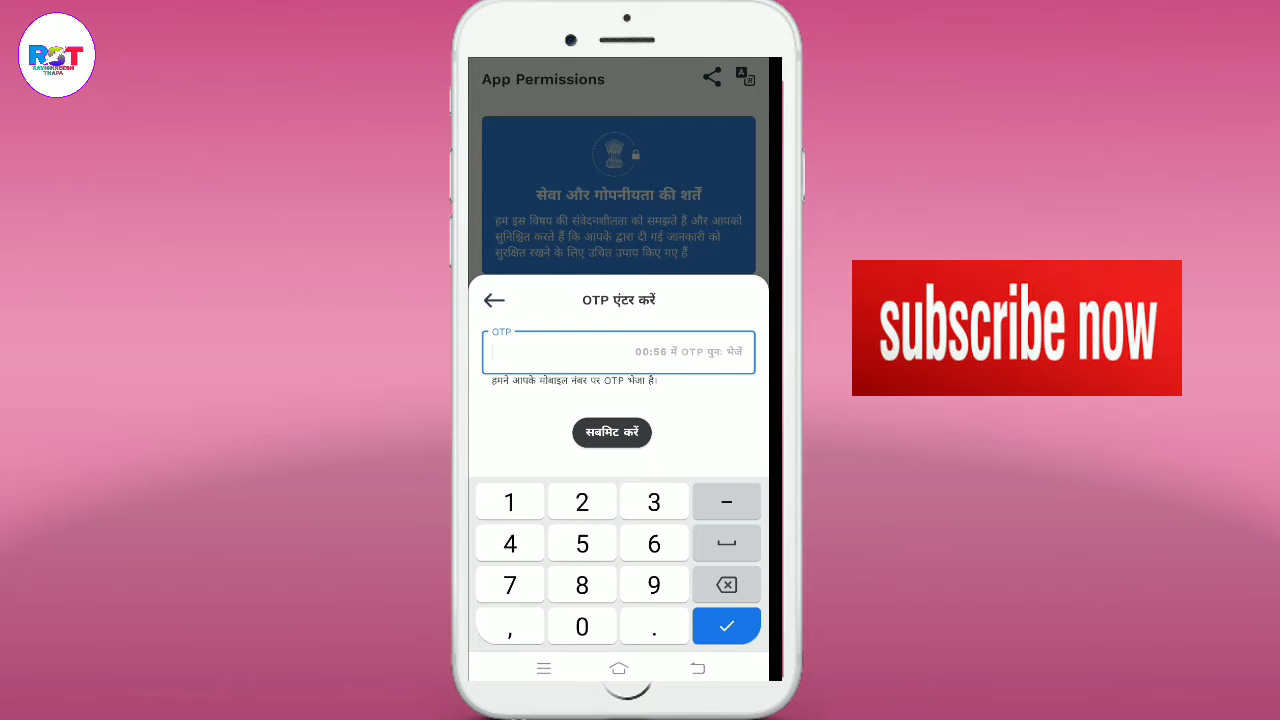 RST
RAVINHREESH
THAPA
App Permissions
सेवा और गोपनीयता की शर्तें
हम इस विषय की संवेदनशीलता को समझते हैं और आपको
सुनिश्चित करते हैं कि आपके द्वारा दी गई जानकारी को
सुरक्षित रखने के लिए उचित उपाय किए गए हैं
OTP एंटर करें
OTP
00:56 में OTP पुनः भेजें
हमने आपके मोबाइल नंबर पर OTP भेजा है।
सबमिट करें
subscribe now
1 2 3 -
4 5 6
7 8 9
, 0 .